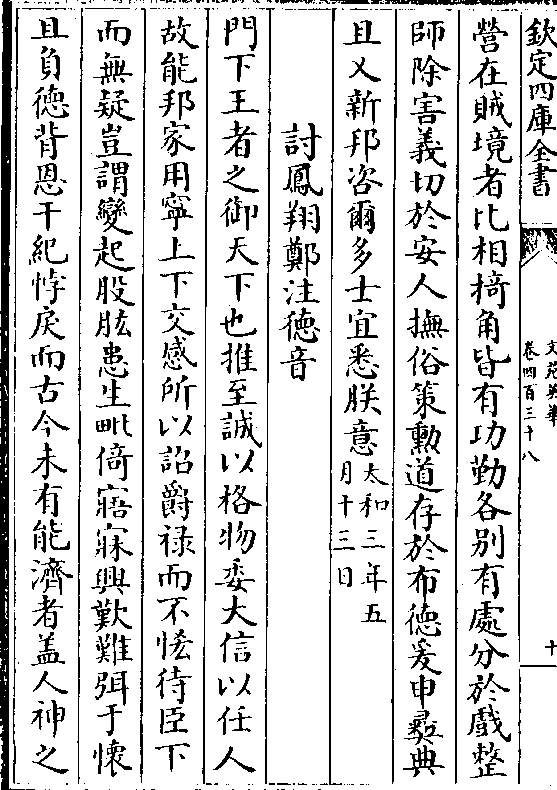 欽定四庫全書
文苑英華
卷四百三十八
十
營在賊境者比相掎角皆有功勤各别有處分於戲整
師除害義切於安人撫俗策勲道存於布徳爰申彛典
且乂新邦咨爾多士宜悉朕意太和三年五
月十三日
討鳳翔鄭注徳音
門下王者之御天下也推至誠以格物委大信以任人
故能邦家用寧上下交感所以詔爵禄而不恡待臣下
而無疑豈謂變起股肱患生毗倚寤寐興歎難弭于懷
且負徳背恩干紀悖戾而古今未有能濟者盖人神之